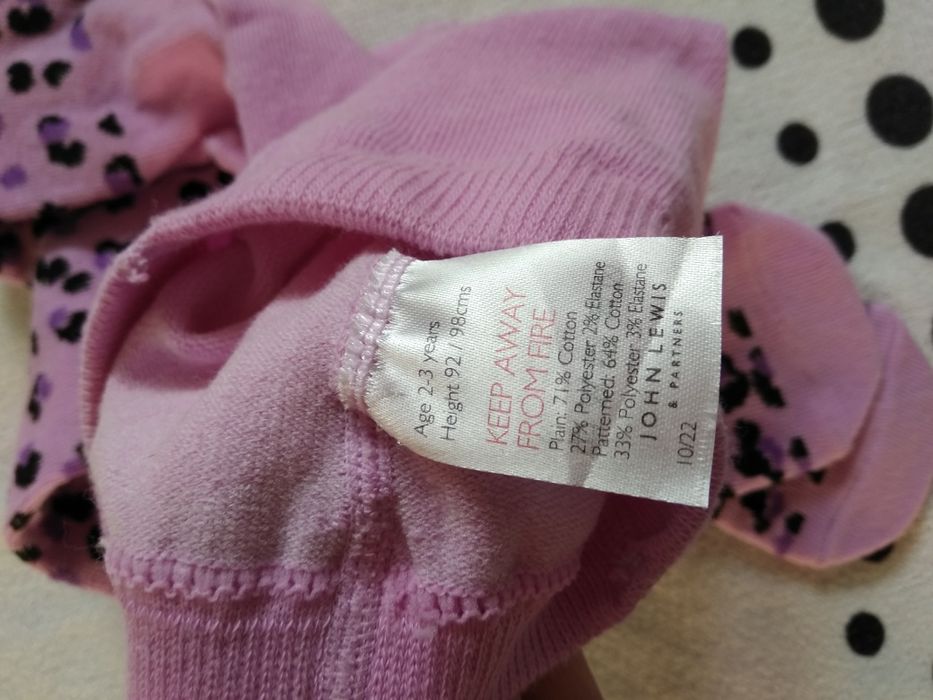 Age 2-3 years
Height 92 / 98cms
KEEP AWAY
FROM FIRE
Plain: 71% Cotton
27% Polyester 2% Elastane
Patterned: 64% Cotton
33% Polyester 3% Elastane
JOHN LEWIS
& PARTNERS
10/22